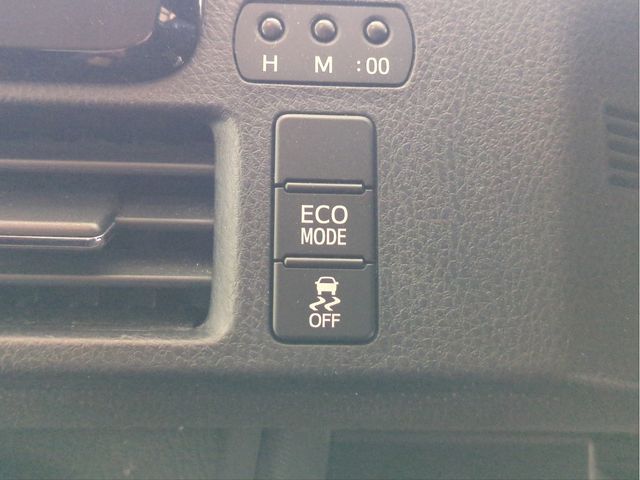 H M :00
ECO
MODE
OFF